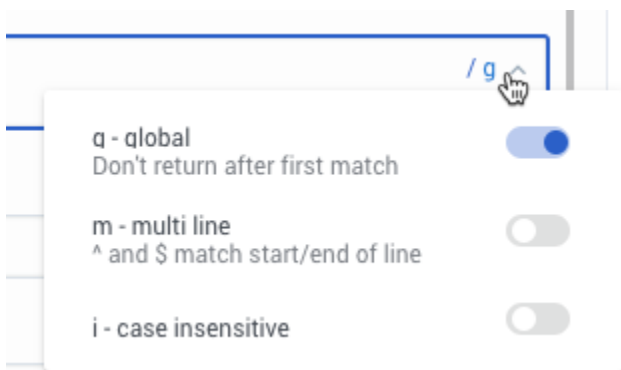 / g
g - global
Don't return after first match
m - multi line
^ and $ match start/end of line
i - case insensitive